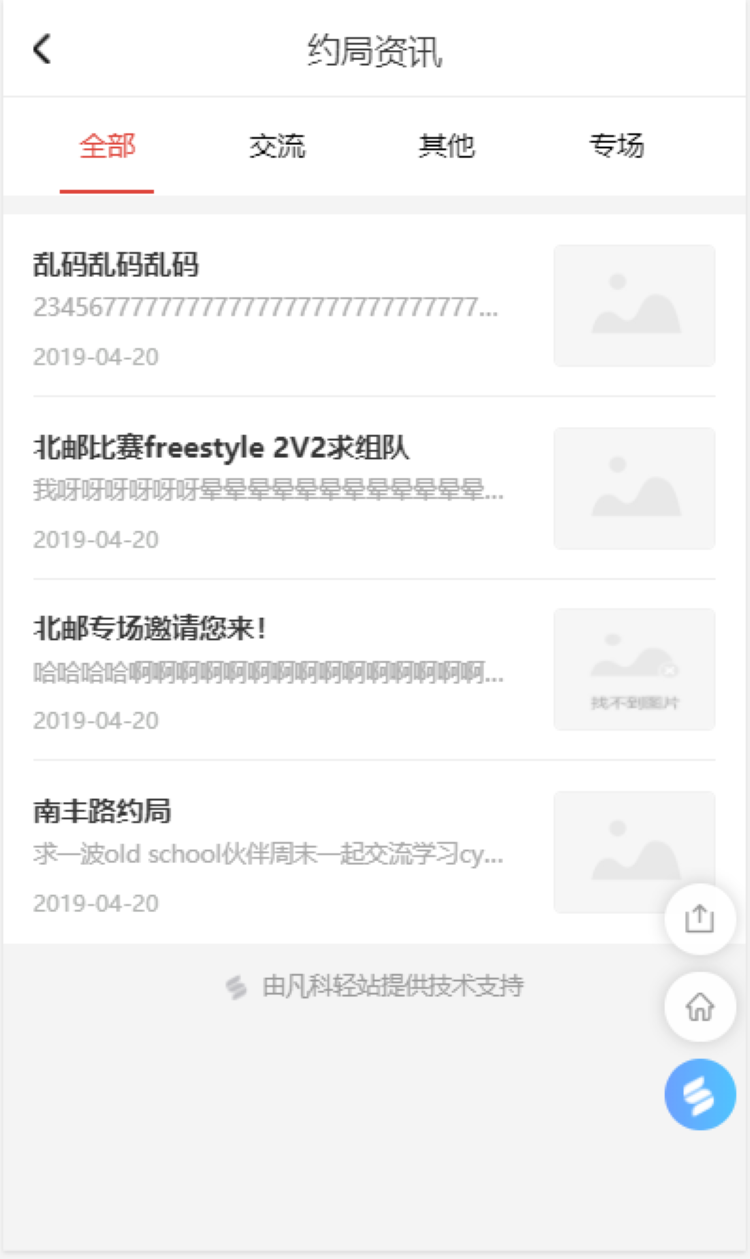 约局资讯
全部 交流 其他 专场
乱码乱码乱码
2345677777777777777777777777777...
2019-04-20
北邮比赛freestyle 2V2求组队
我呀呀呀呀呀呀晕晕晕晕晕晕晕晕晕晕晕晕...
2019-04-20
北邮专场邀请您来！
哈哈哈哈啊啊啊啊啊啊啊啊啊啊啊啊啊啊啊...
找不到图片
2019-04-20
南丰路约局
求一波old school伙伴周末一起交流学习cy...
2019-04-20
由凡科轻站提供技术支持